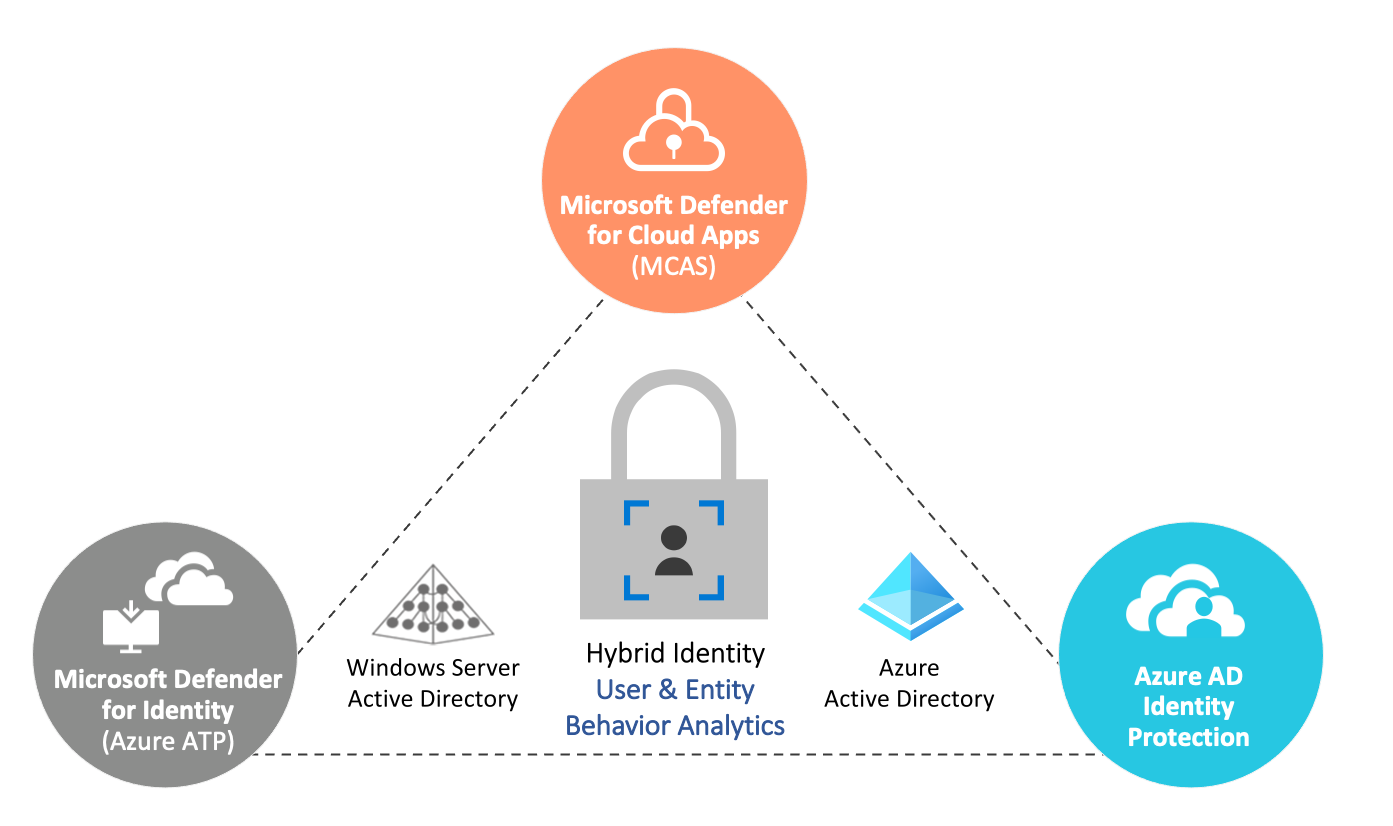 Microsoft Defender
for Cloud Apps
(MCAS)
Microsoft Defender
for Identity
(Azure ATP)
Windows Server
Active Directory
Hybrid Identity
User & Entity
Behavior Analytics
Azure
Active Directory
Azure AD
Identity
Protection